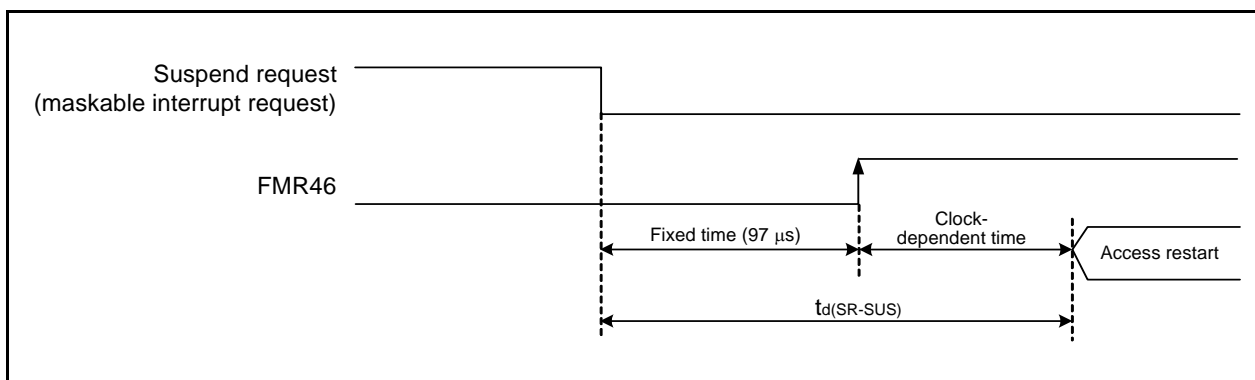 Suspend request
(maskable interrupt request)
FMR46
Fixed time (97 μs)
Clock-
dependent time
Access restart
td(SR-SUS)